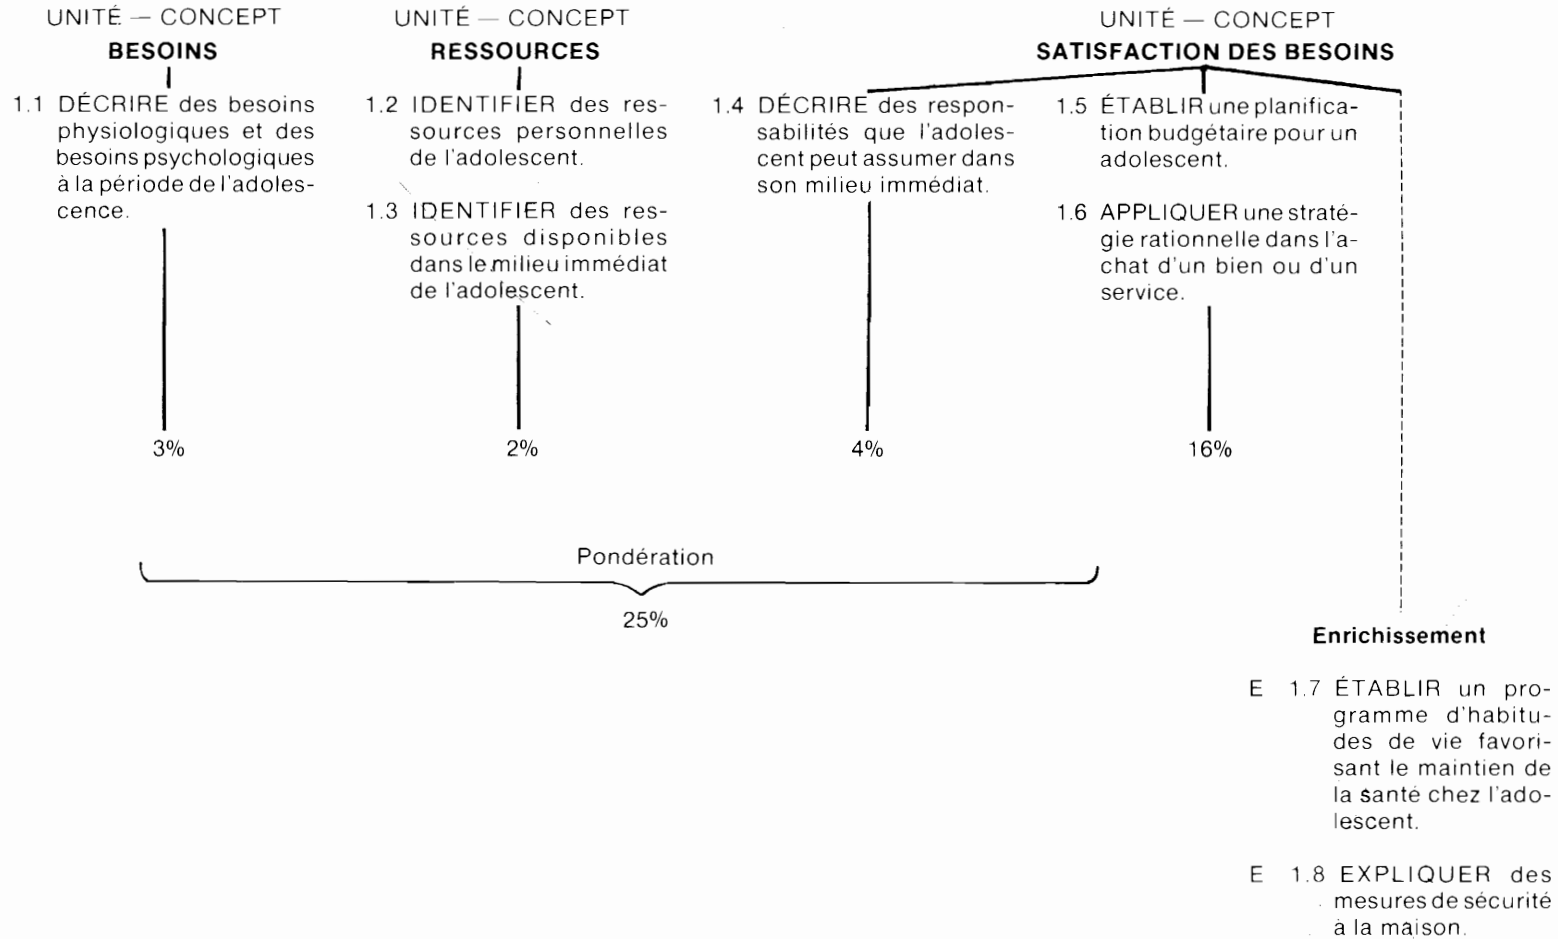 UNITÉ — CONCEPT
BESOINS
1.1 DÉCRIRE des besoins
physiologiques et des
besoins psychologiques
à la période de l'adoles-
cence.
3%
UNITÉ — CONCEPT
RESSOURCES
1.2 IDENTIFIER des res-
sources personnelles
de l'adolescent.
1.3 IDENTIFIER des res-
sources disponibles
dans le milieu immédiat
de l'adolescent.
2%
UNITÉ — CONCEPT
SATISFACTION DES BESOINS
1.4 DÉCRIRE des respon-
sabilités que l'adoles-
cent peut assumer dans
son milieu immédiat.
4%
1.5 ÉTABLIR une planifica-
tion budgétaire pour un
adolescent.
1.6 APPLIQUER une straté-
gie rationnelle dans l'a-
chat d'un bien ou d'un
service.
16%
Pondération
25%
Enrichissement
E 1.7 ÉTABLIR un pro-
gramme d'habitu-
des de vie favori-
sant le maintien de
la santé chez l'ado-
lescent.
E 1.8 EXPLIQUER des
mesures de sécurité
à la maison.